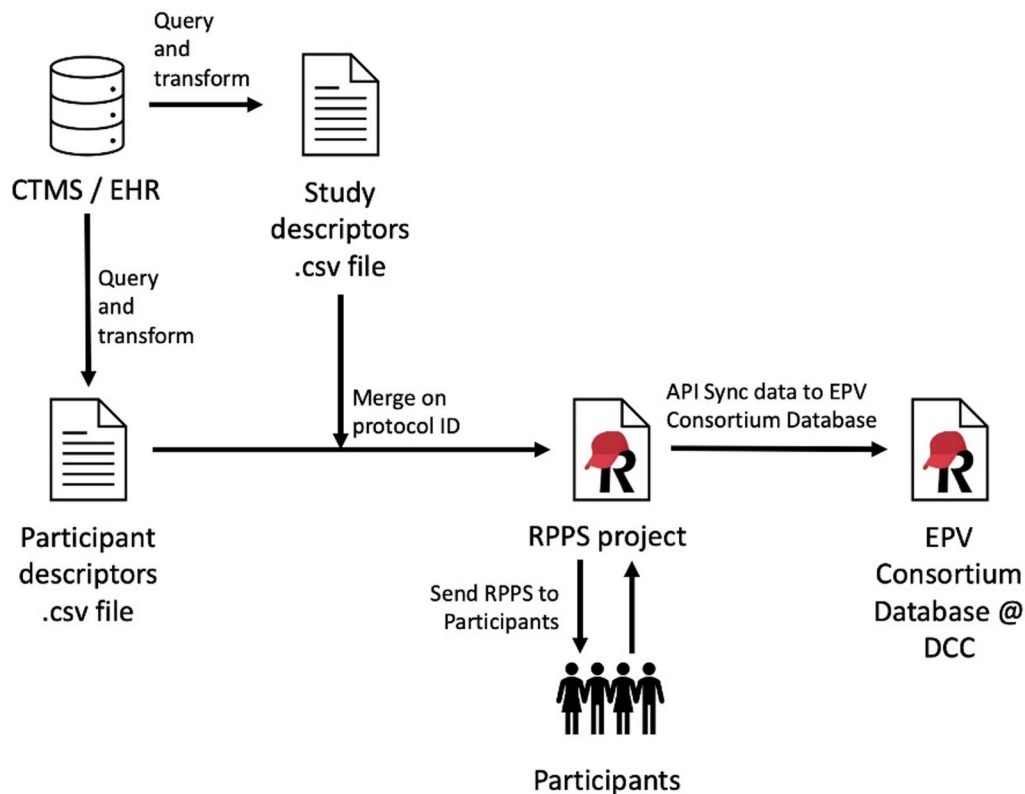 Query
and
transform
CTMS / EHR
Study
descriptors
.csv file
Query
and
transform
Merge on
protocol ID
API Sync data to EPV
Consortium Database
R
R
Participant
descriptors
.csv file
RPPS project
EPV
Consortium
Database @
DCC
Send RPPS to
Participants
Participants